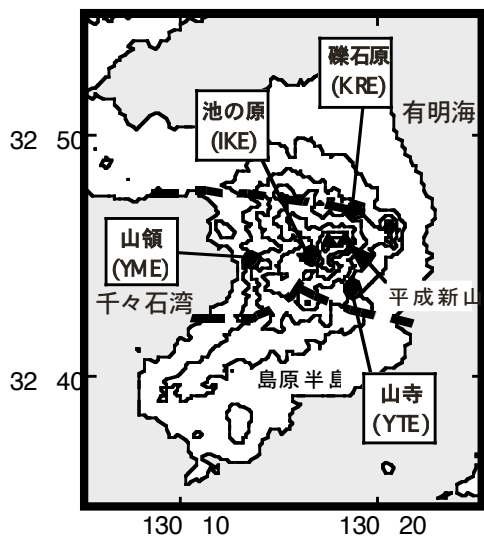 礫石原
(KRE)
池の原
(IKE)
有明海
32 50
山領
(YME)
千々石湾
平成新山
32 40
島原半島
山寺
(YTE)
130 10
130 20